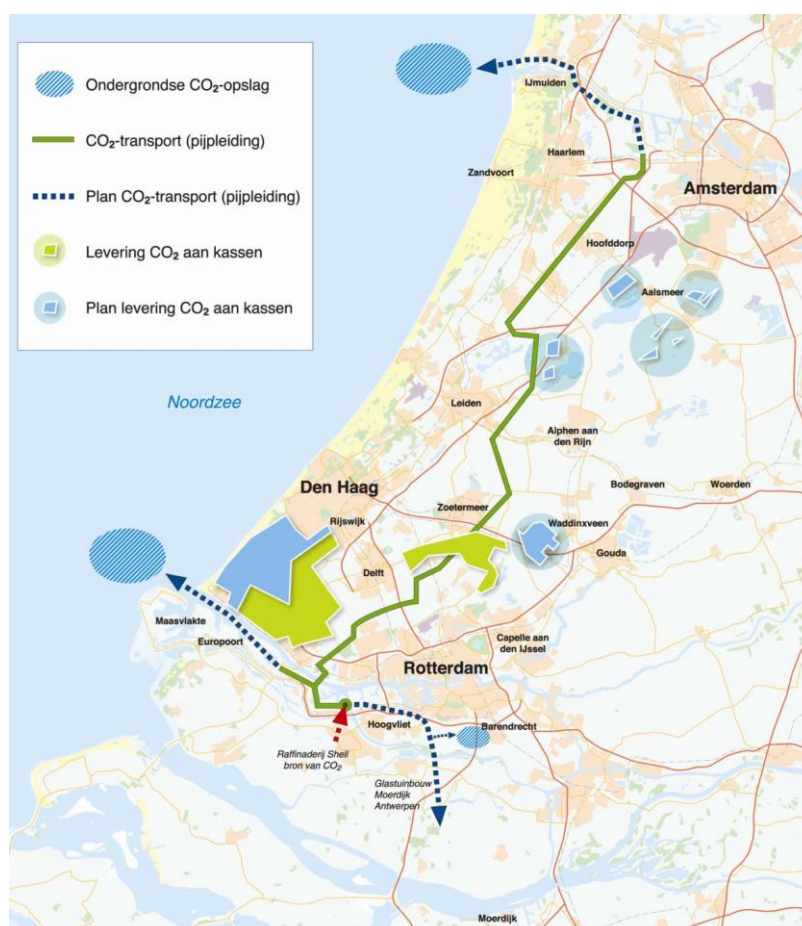 Ondergrondse CO₂-opslag
CO₂-transport (pijpleiding)
Plan CO₂-transport (pijpleiding)
Levering CO₂ aan kassen
Plan levering CO₂ aan kassen
IJmuiden
Haarlem
Zandvoort
Amsterdam
Hoofddorp
Aalsmeer
Noordzee
Leiden
Alphen aan
den Rijn
Den Haag
Zoetermeer
Bodegraven
Woerden
Rijswijk
Waddinxveen
Gouda
Delft
Maasvlakte
Europoort
Capelle aan
den IJssel
Rotterdam
Hoogvliet
Barendrecht
Raffinaderij Shell
bron van CO₂
Glastuinbouw
Moerdijk
Antwerpen
Moerdijk